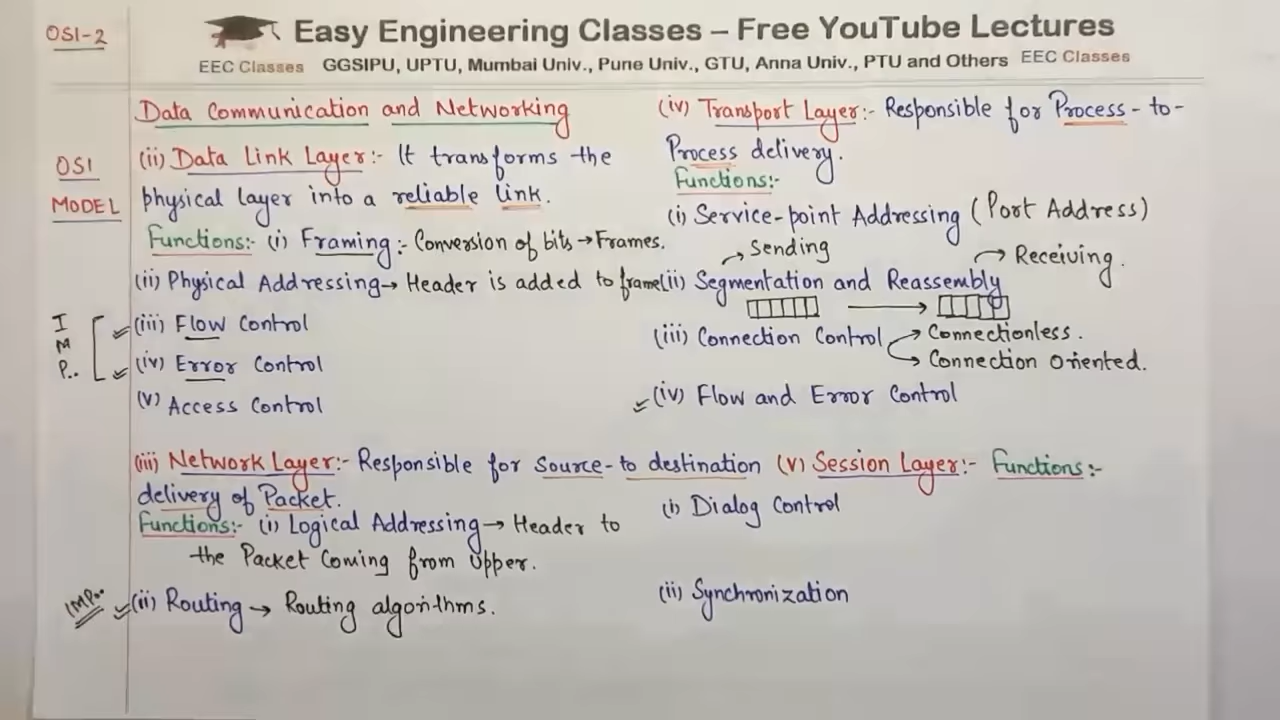 OSI-2
Easy Engineering Classes – Free YouTube Lectures
EEC Classes GGSIPU, UPTU, Mumbai Univ., Pune Univ., GTU, Anna Univ., PTU and Others EEC Classes
OSI
MODEL
Data Communication and Networking
(ii) Data Link Layer:- It transforms the
physical layer into a reliable link.
Functions:- (i) Framing:- Conversion of bits → Frames.
(ii) Physical Addressing → Header is added to frame
IMP..
(iii) Flow Control
(iv) Error Control
(v) Access Control
(iii) Network Layer:- Responsible for Source-to destination
delivery of Packet.
Functions:- (i) Logical Addressing → Header to
the Packet Coming from Upper.
IMP..
(ii) Routing → Routing algorithms.
(iv) Transport Layer:- Responsible for Process-to-
Process delivery.
Functions:-
(i) Service-point Addressing (Port Address)
Sending
Receiving.
(ii) Segmentation and Reassembly
(iii) Connection Control → Connectionless.
→ Connection Oriented.
(iv) Flow and Error Control
(v) Session Layer:- Functions:-
(i) Dialog Control
(ii) Synchronization